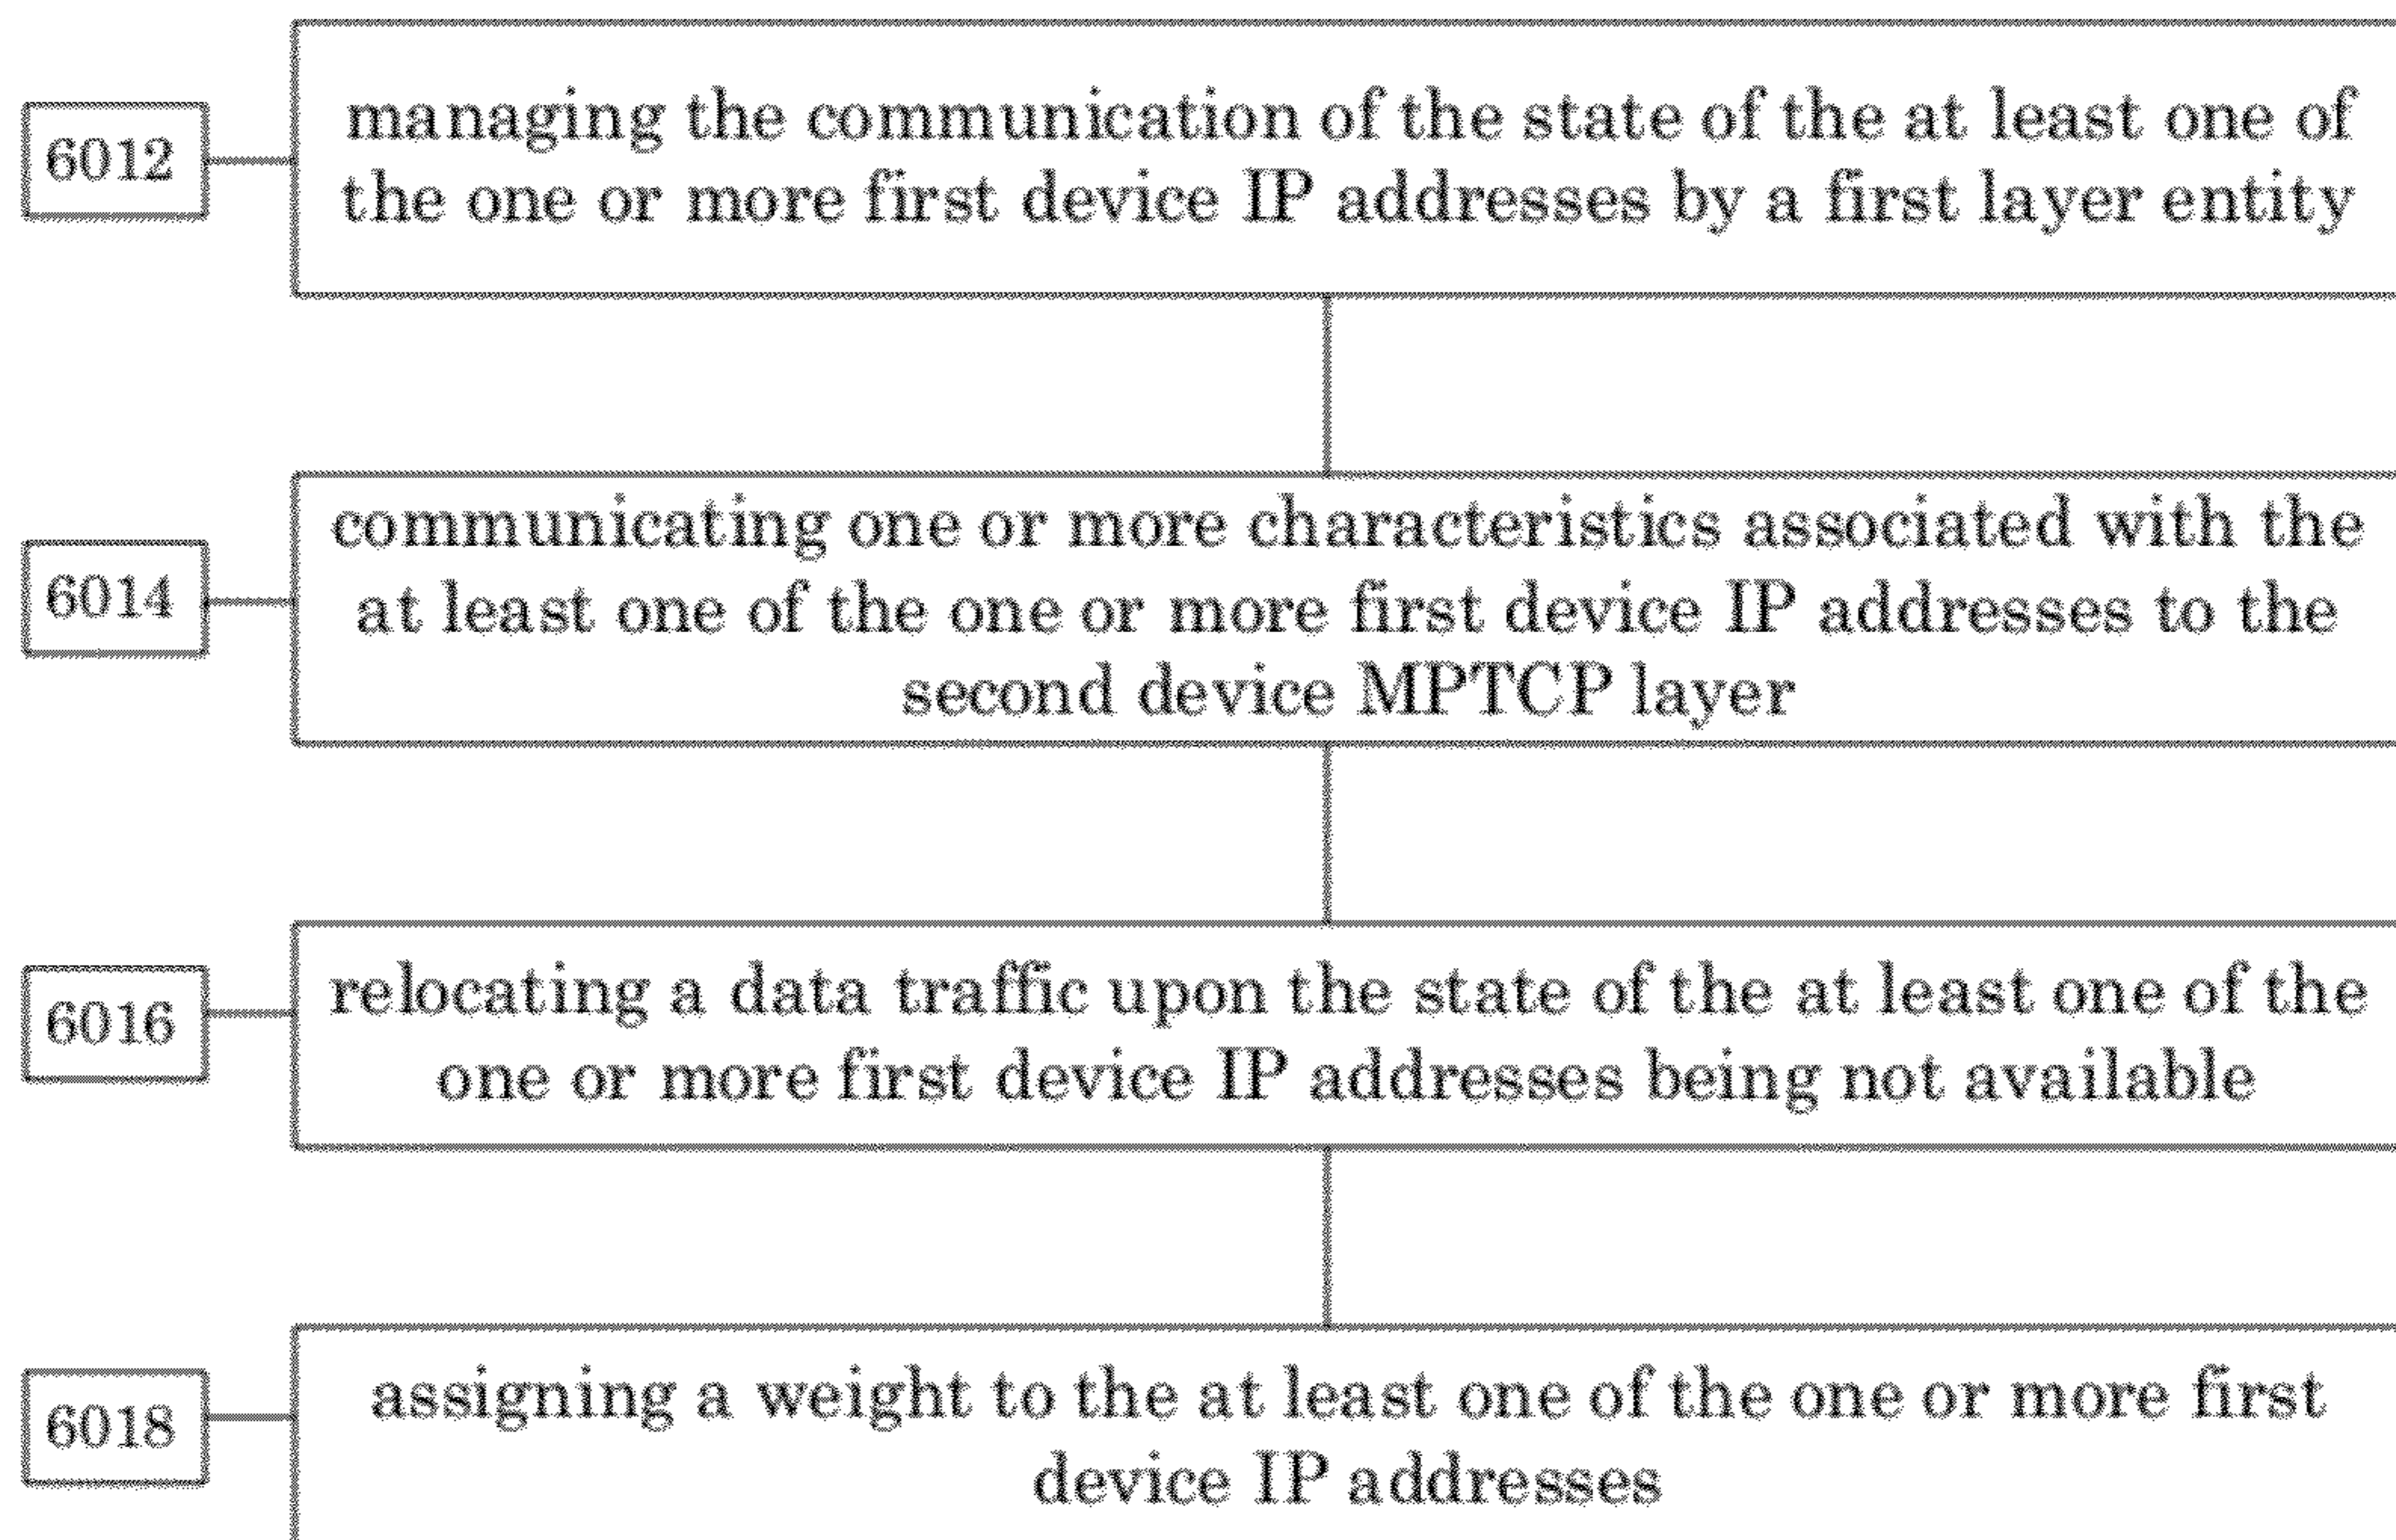 6012
managing the communication of the state of the at least one of
the one or more first device IP addresses by a first layer entity
6014
communicating one or more characteristics associated with the
at least one of the one or more first device IP addresses to the
second device MPTCP layer
6016
relocating a data traffic upon the state of the at least one of the
one or more first device IP addresses being not available
6018
assigning a weight to the at least one of the one or more first
device IP addresses